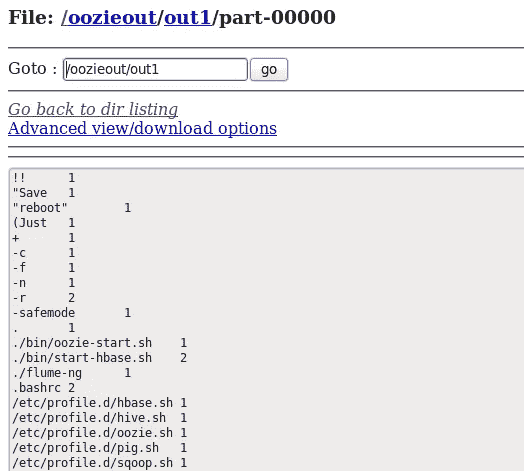 File: /oozieout/out1/part-00000
Goto : /oozieout/out1 go
Go back to dir listing
Advanced view/download options
!! 1
"Save 1
"reboot" 1
(Just 1
+ 1
-c 1
-f 1
-n 1
-r 2
-safemode 1
. 1
./bin/oozie-start.sh 1
./bin/start-hbase.sh 2
./flume-ng 1
.bashrc 2
/etc/profile.d/hbase.sh 1
/etc/profile.d/hive.sh 1
/etc/profile.d/oozie.sh 1
/etc/profile.d/pig.sh 1
/etc/profile.d/sqoop.sh 1